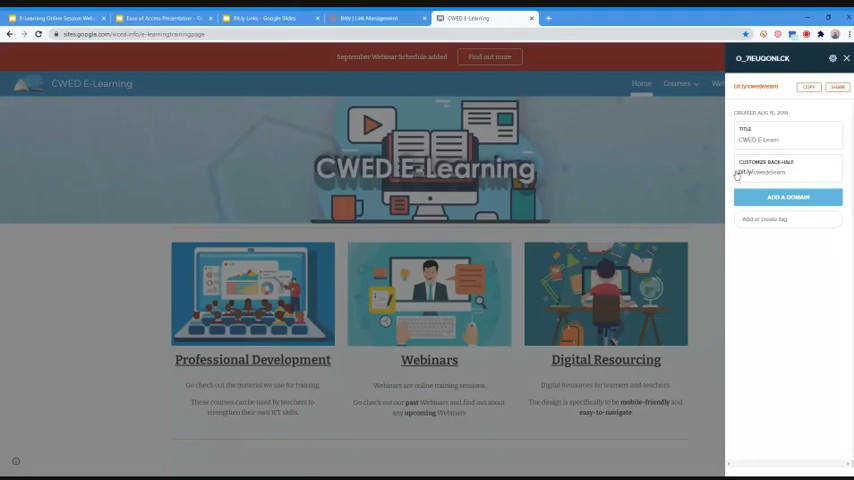 E-Learning Online Session Web
Ease of Access Presentation - G
Bit.ly Links - Google Slides
Bitly | Link Management
CWED E-Learning
sites.google.com/wced.info/e-learningtrainingpage
September Webinar Schedule added
Find out more
O_7IEUQONLCK
CWED E-Learning
Home
Courses
Web
bit.ly/cwedelearn
COPY
SHARE
CREATED AUG 15, 2019
TITLE
CWED E-Learn
CUSTOMIZE BACK-HALF
bit.ly/cwedelearn
ADD A DOMAIN
Add or create tag
CWED E-Learning
Professional Development
Webinars
Digital Resourcing
Go check out the material we use for training.
These courses can be used by teachers to
strengthen their own ICT skills.
Webinars are online training sessions.
Go check out our past Webinars and find out about
any upcoming Webinars
Digital Resources for learners and teachers.
The design is specifically to be mobile-friendly and
easy-to-navigate.